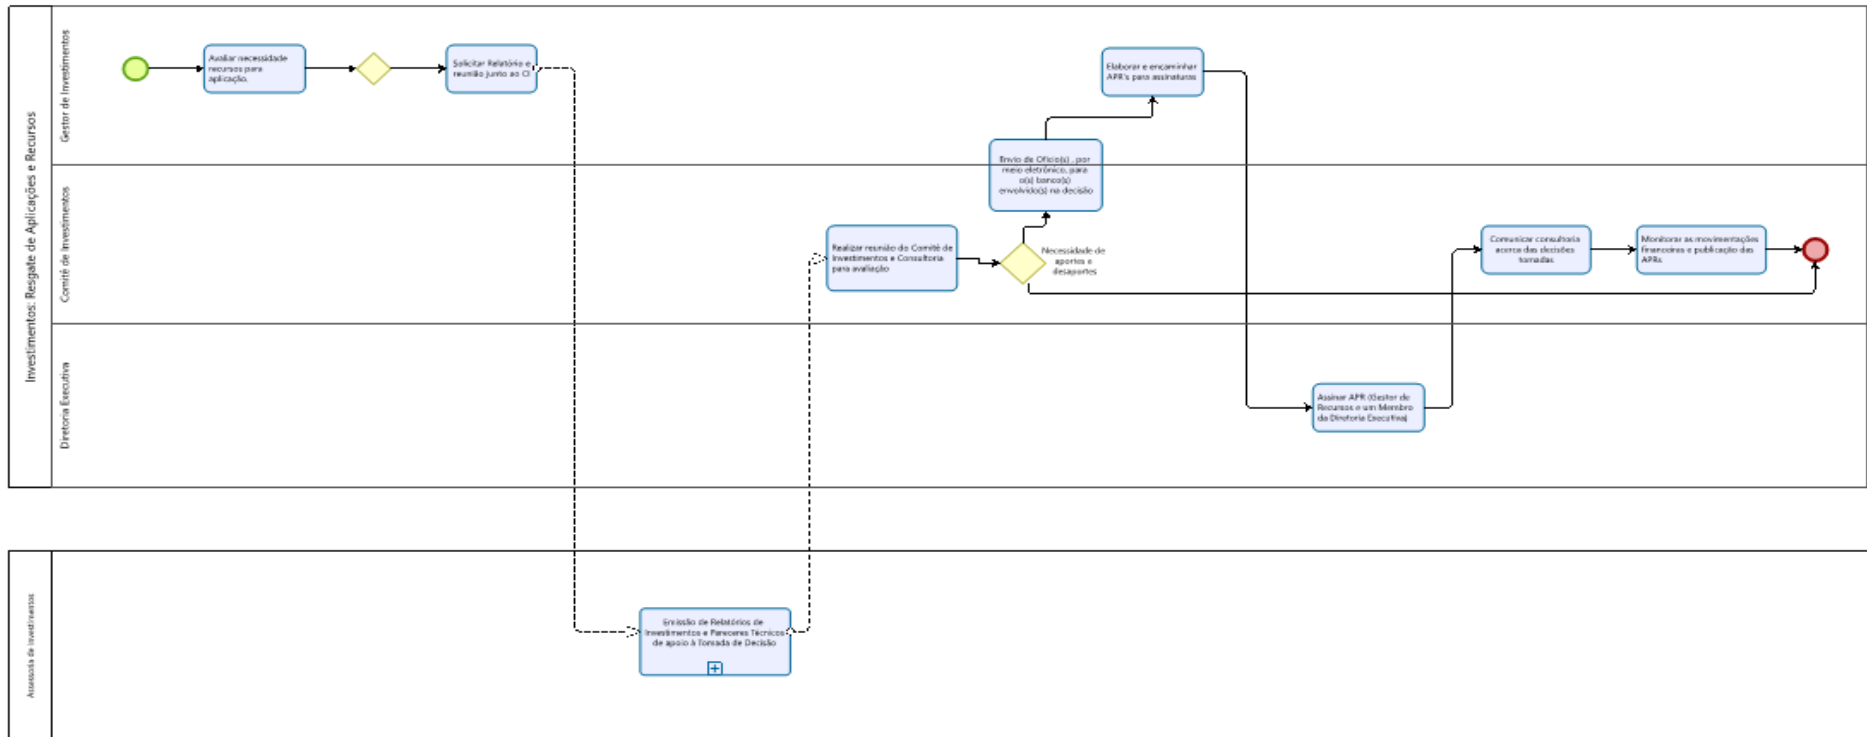 Investimentos: Resgate de Aplicações e Recursos
Gestor de Investimentos
Avaliar necessidade
recursos para
aplicação.
Solicitar Relatório e
reunião junto ao CI
Elaborar e encaminhar
APR's para assinaturas
Envio de Ofício(s) , por
meio eletrônico, para
o(s) banco(s)
envolvido(s) na decisão
Comitê de Investimentos
Realizar reunião do Comitê de
Investimentos e Consultoria
para avaliação
Necessidade de
aportes e
desaportes
Comunicar consultoria
acerca das decisões
tomadas
Monitorar as movimentações
financeiras e publicação das
APRs
Diretoria Executiva
Assinar APR (Gestor de
Recursos e um Membro
da Diretoria Executiva)
Assessoria de Investimentos
Emissão de Relatórios de
Investimentos e Pareceres Técnicos
de apoio à Tomada de Decisão